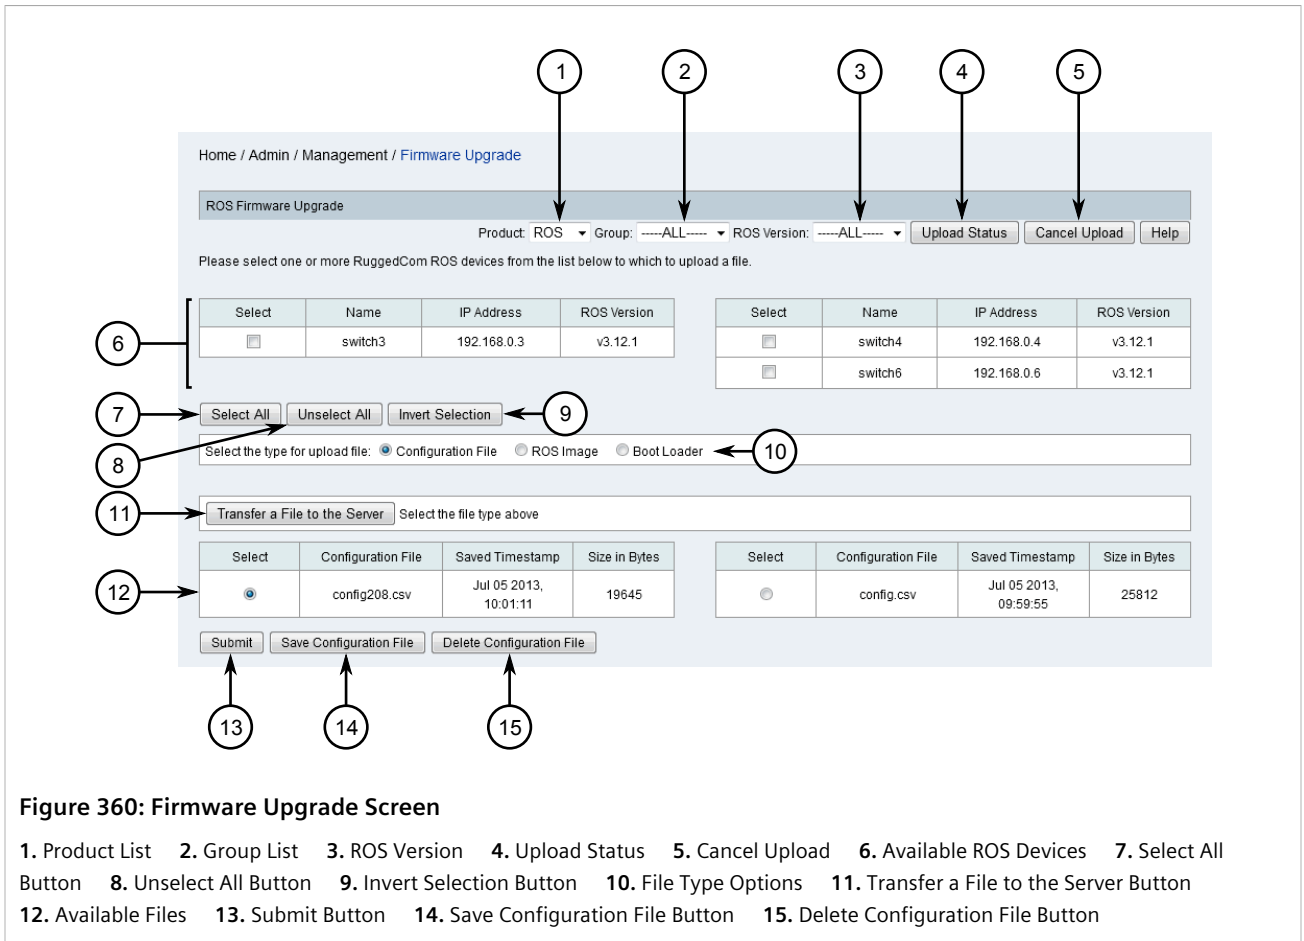 1 2 3 4 5
Home / Admin / Management / Firmware Upgrade
ROS Firmware Upgrade
Product: ROS Group: -----ALL----- ROS Version: -----ALL----- Upload Status Cancel Upload Help
Please select one or more RuggedCom ROS devices from the list below to which to upload a file.
Select Name IP Address ROS Version Select Name IP Address ROS Version
6 switch3 192.168.0.3 v3.12.1 switch4 192.168.0.4 v3.12.1
switch6 192.168.0.6 v3.12.1
7 Select All Unselect All Invert Selection 9
8 Select the type for upload file: Configuration File ROS Image Boot Loader 10
11 Transfer a File to the Server Select the file type above
Select Configuration File Saved Timestamp Size in Bytes Select Configuration File Saved Timestamp Size in Bytes
12 config208.csv Jul 05 2013, 10:01:11 19645 config.csv Jul 05 2013, 09:59:55 25812
Submit Save Configuration File Delete Configuration File
13 14 15
Figure 360: Firmware Upgrade Screen
1. Product List 2. Group List 3. ROS Version 4. Upload Status 5. Cancel Upload 6. Available ROS Devices 7. Select All
Button 8. Unselect All Button 9. Invert Selection Button 10. File Type Options 11. Transfer a File to the Server Button
12. Available Files 13. Submit Button 14. Save Configuration File Button 15. Delete Configuration File Button